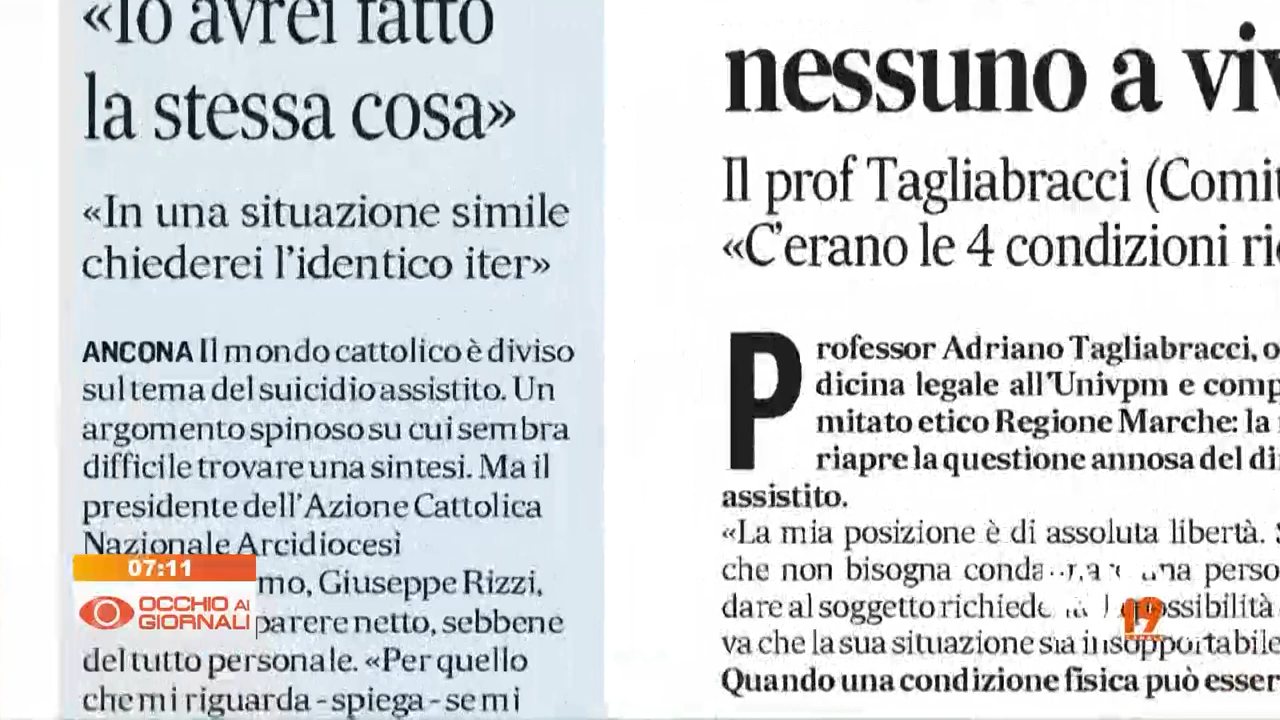 «Io avrei fatto
la stessa cosa»
«In una situazione simile
chiederei l'identico iter»
ANCONA Il mondo cattolico è diviso
sul tema del suicidio assistito. Un
argomento spinoso su cui sembra
difficile trovare una sintesi. Ma il
presidente dell'Azione Cattolica
Nazionale Arcidiocesi
mo, Giuseppe Rizzi,
parere netto, sebbene
del tutto personale. «Per quello
che mi riguarda - spiega - se mi
nessuno a viv
Il prof Tagliabracci (Comit
«C'erano le 4 condizioni ri
Professor Adriano Tagliabracci, o
dicina legale all'Univpm e comp
mitato etico Regione Marche: la
riapre la questione annosa del di
assistito.
«La mia posizione è di assoluta libertà. S
che non bisogna una perso
dare al soggetto possibilità
va che la sua situazione sia insopportabile
Quando una condizione fisica può esser
07:11
OCCHIO AI
GIORNALI
19